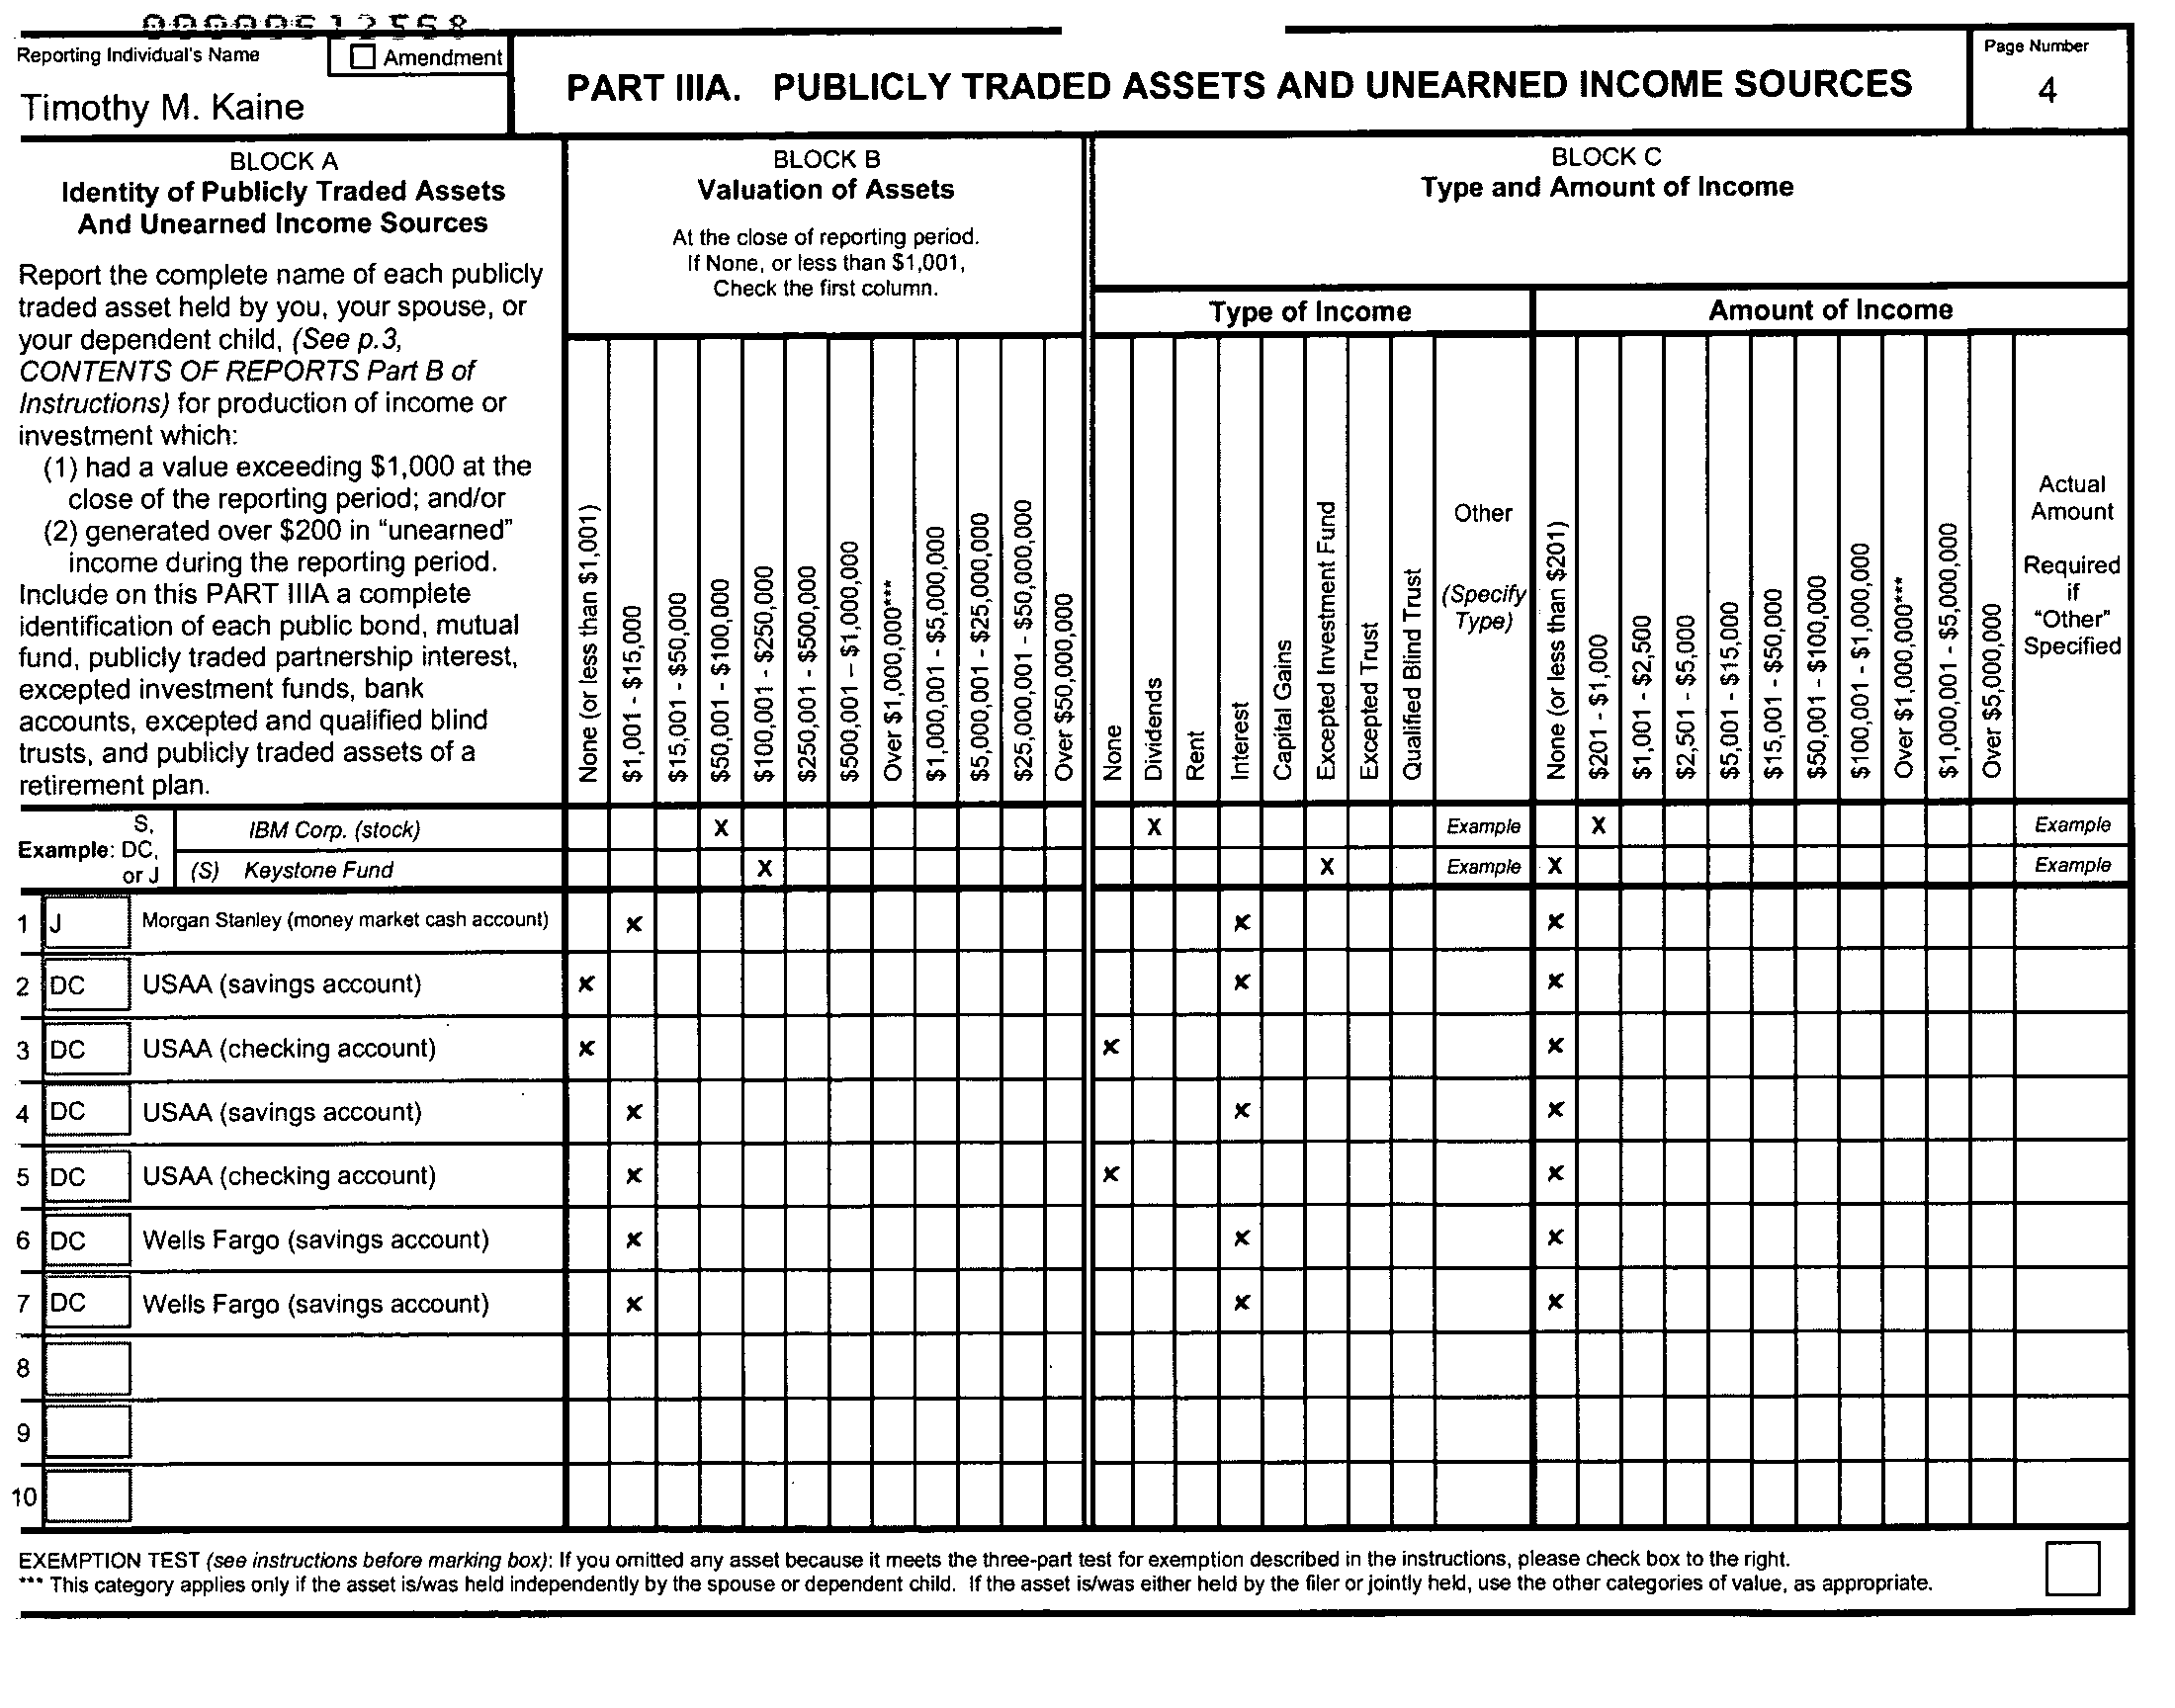 00000512558
Reporting Individual's Name
Amendment
Timothy M. Kaine
PART IIIA. PUBLICLY TRADED ASSETS AND UNEARNED INCOME SOURCES
Page Number
4
BLOCK A
Identity of Publicly Traded Assets
And Unearned Income Sources
Report the complete name of each publicly
traded asset held by you, your spouse, or
your dependent child, (See p.3,
CONTENTS OF REPORTS Part B of
Instructions) for production of income or
investment which:
(1) had a value exceeding $1,000 at the
close of the reporting period; and/or
(2) generated over $200 in “unearned”
income during the reporting period.
Include on this PART IIIA a complete
identification of each public bond, mutual
fund, publicly traded partnership interest,
excepted investment funds, bank
accounts, excepted and qualified blind
trusts, and publicly traded assets of a
retirement plan.
BLOCK B
Valuation of Assets
At the close of reporting period.
If None, or less than $1,001,
Check the first column.
None (or less than $1,001)
$1,001 - $15,000
$15,001 - $50,000
$50,001 - $100,000
$100,001 - $250,000
$250,001 - $500,000
$500,001 – $1,000,000
Over $1,000,000***
$1,000,001 - $5,000,000
$5,000,001 - $25,000,000
$25,000,001 - $50,000,000
Over $50,000,000
BLOCK C
Type and Amount of Income
Type of Income
None
Dividends
Rent
Interest
Capital Gains
Excepted Investment Fund
Excepted Trust
Qualified Blind Trust
Other
(Specify
Type)
Amount of Income
None (or less than $201)
$201 - $1,000
$1,001 - $2,500
$2,501 - $5,000
$5,001 - $15,000
$15,001 - $50,000
$50,001 - $100,000
$100,001 - $1,000,000
Over $1,000,000***
$1,000,001 - $5,000,000
Over $5,000,000
Actual
Amount
Required
if
“Other”
Specified
Example: S, DC, or J
IBM Corp. (stock) X X Example X Example
(S) Keystone Fund X X Example X Example
1 J Morgan Stanley (money market cash account) x x x
2 DC USAA (savings account) x x x
3 DC USAA (checking account) x x x
4 DC USAA (savings account) x x x
5 DC USAA (checking account) x x x
6 DC Wells Fargo (savings account) x x x
7 DC Wells Fargo (savings account) x x x
8
9
10
EXEMPTION TEST (see instructions before marking box): If you omitted any asset because it meets the three-part test for exemption described in the instructions, please check box to the right.
*** This category applies only if the asset is/was held independently by the spouse or dependent child. If the asset is/was either held by the filer or jointly held, use the other categories of value, as appropriate.